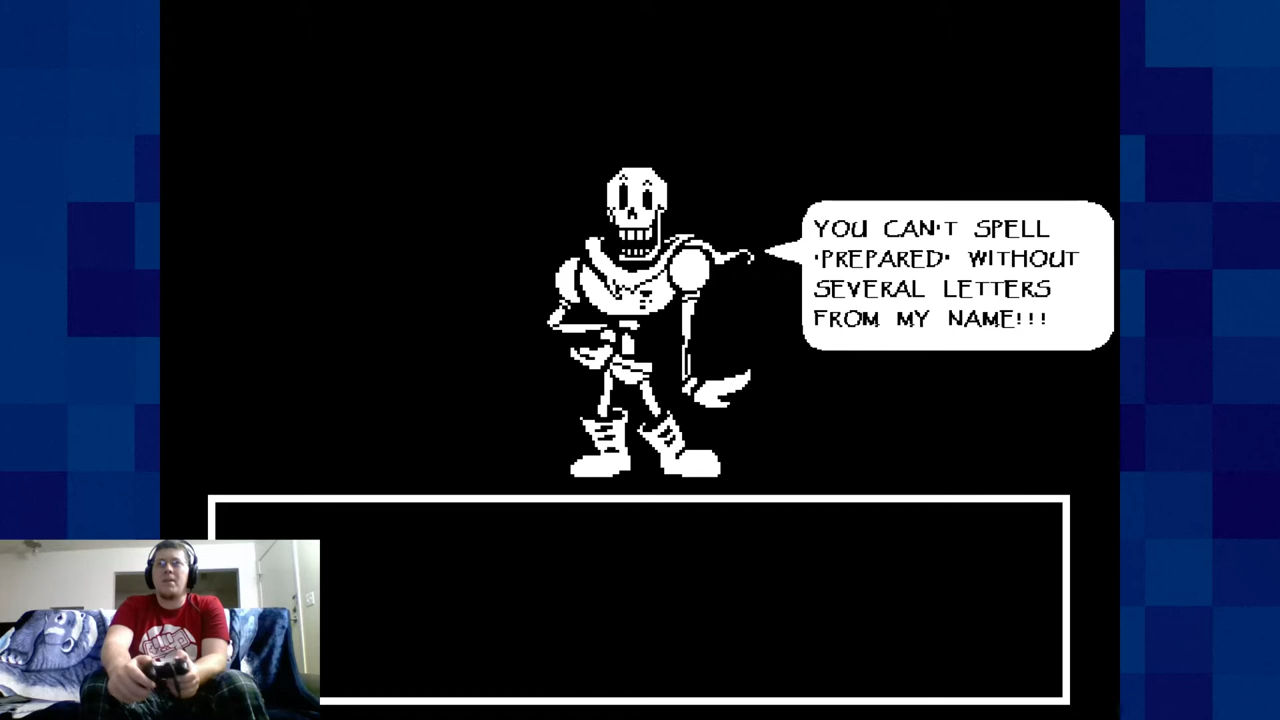 YOU CAN'T SPELL
'PREPARED' WITHOUT
SEVERAL LETTERS
FROM MY NAME!!!